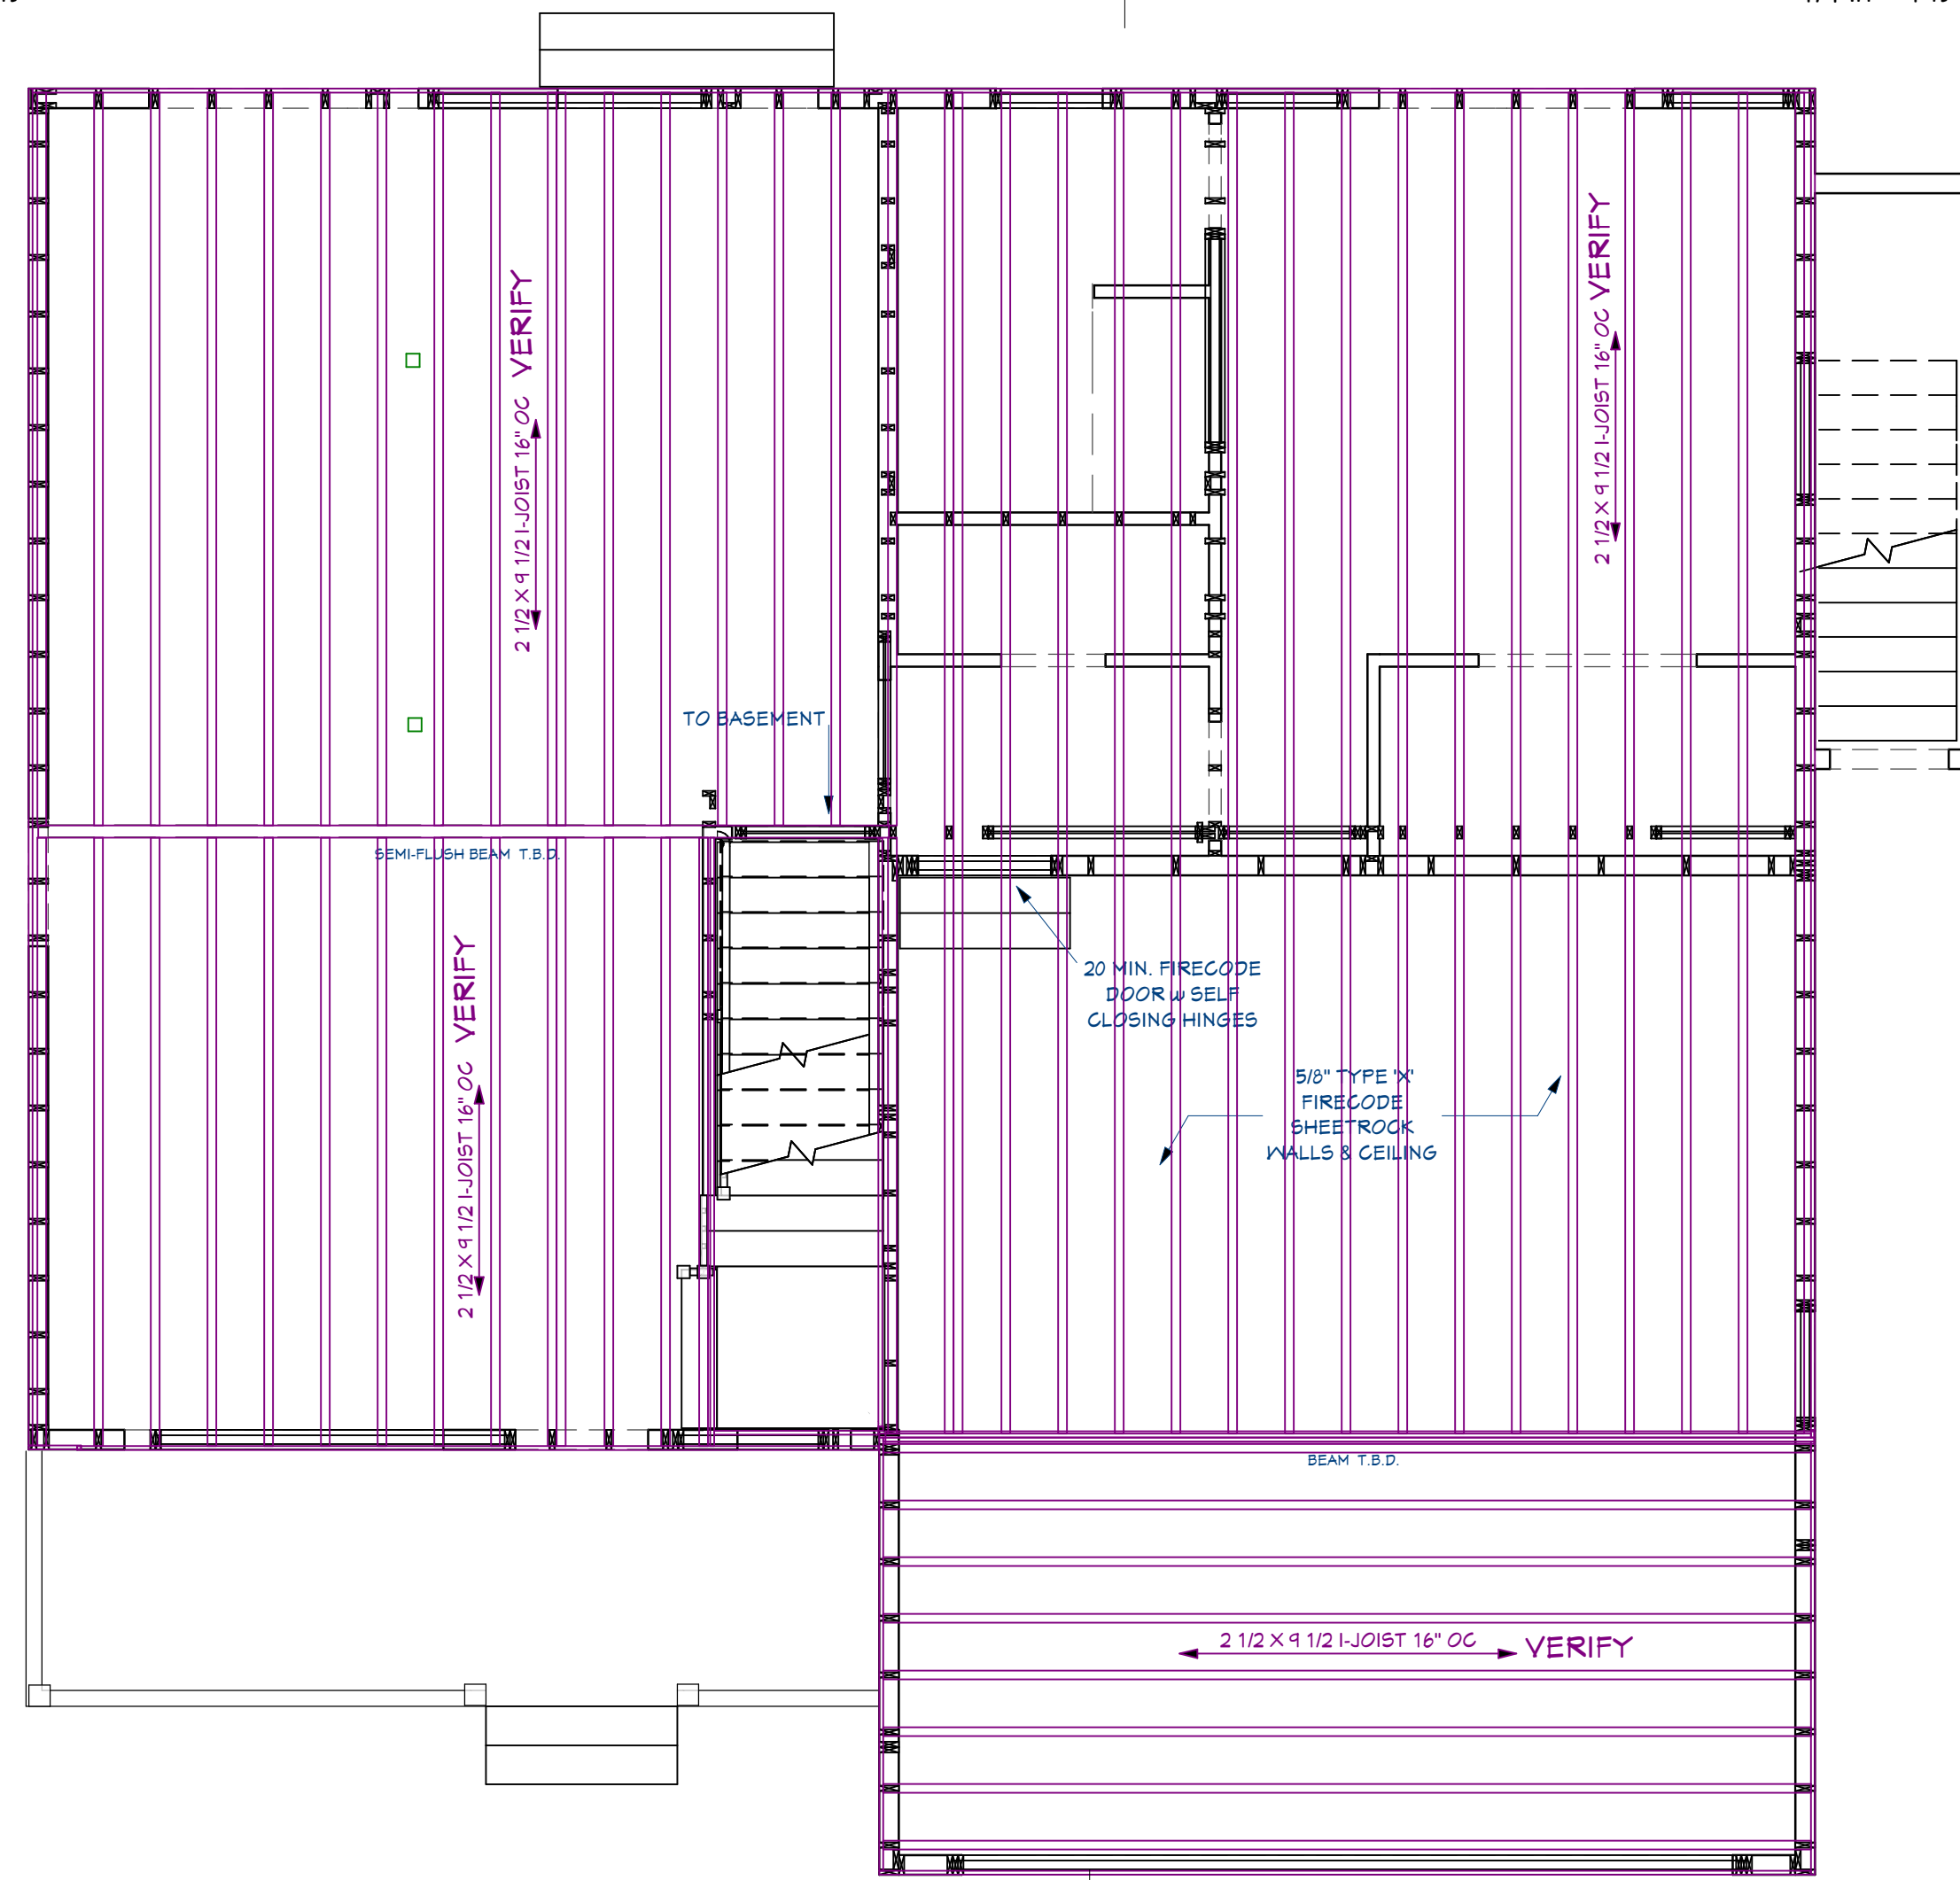 2 1/2 X 9 1/2 I-JOIST 16" OC VERIFY
2 1/2 X 9 1/2 I-JOIST 16" OC VERIFY
TO BASEMENT
SEMI-FLUSH BEAM T.B.D.
2 1/2 X 9 1/2 I-JOIST 16" OC VERIFY
20 MIN. FIRECODE
DOOR W SELF
CLOSING HINGES
5/8" TYPE 'X'
FIRECODE
SHEETROCK
WALLS & CEILING
BEAM T.B.D.
2 1/2 X 9 1/2 I-JOIST 16" OC VERIFY